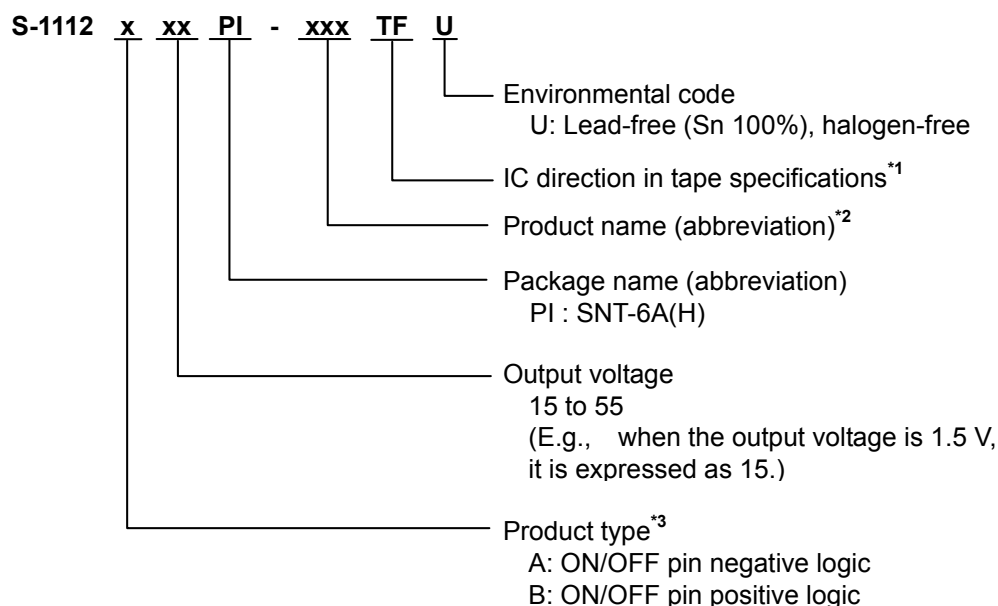 S-1112 x xx PI - xxx TF U
Environmental code
U: Lead-free (Sn 100%), halogen-free
IC direction in tape specifications*1
Product name (abbreviation)*2
Package name (abbreviation)
PI : SNT-6A(H)
Output voltage
15 to 55
(E.g., when the output voltage is 1.5 V,
it is expressed as 15.)
Product type*3
A: ON/OFF pin negative logic
B: ON/OFF pin positive logic